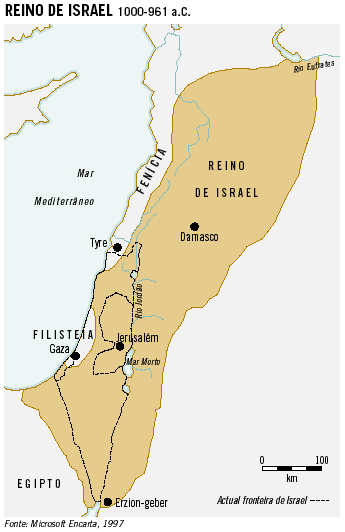 REINO DE ISRAEL 1000-961 a.C.
Rio Eufrates
FENÍCIA
REINO
DE ISRAEL
Mar
Mediterrâneo
Damasco
Tyre
Rio Jordão
FILISTEIA
Gaza
Jerusalém
Mar Morto
0 100
km
EGIPTO
Erzion-geber
Actual fronteira de Israel
Fonte: Microsoft Encarta, 1997